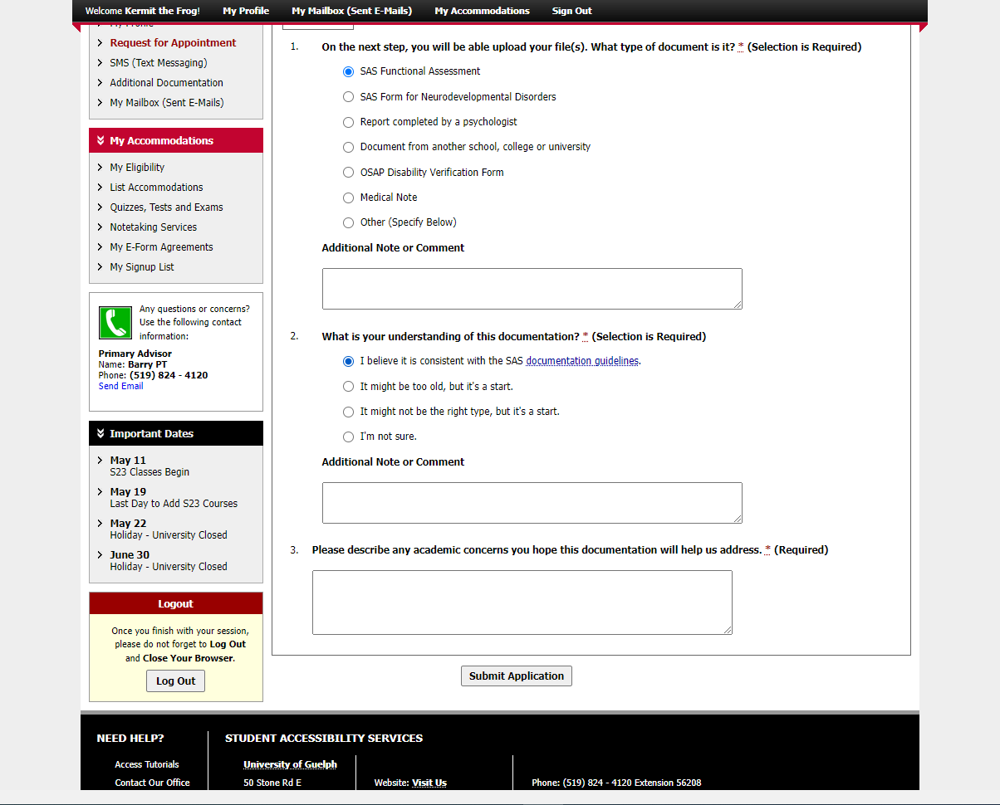 Welcome Kermit the Frog!
My Profile
My Mailbox (Sent E-Mails)
My Accommodations
Sign Out
My Profile
Request for Appointment
SMS (Text Messaging)
Additional Documentation
My Mailbox (Sent E-Mails)
My Accommodations
My Eligibility
List Accommodations
Quizzes, Tests and Exams
Notetaking Services
My E-Form Agreements
My Signup List
Any questions or concerns?
Use the following contact
information:
Primary Advisor
Name: Barry PT
Phone: (519) 824 - 4120
Send Email
Important Dates
May 11
S23 Classes Begin
May 19
Last Day to Add S23 Courses
May 22
Holiday - University Closed
June 30
Holiday - University Closed
Logout
Once you finish with your session,
please do not forget to Log Out
and Close Your Browser.
Log Out
1. On the next step, you will be able upload your file(s). What type of document is it? * (Selection is Required)
SAS Functional Assessment
SAS Form for Neurodevelopmental Disorders
Report completed by a psychologist
Document from another school, college or university
OSAP Disability Verification Form
Medical Note
Other (Specify Below)
Additional Note or Comment
2. What is your understanding of this documentation? * (Selection is Required)
I believe it is consistent with the SAS documentation guidelines.
It might be too old, but it's a start.
It might not be the right type, but it's a start.
I'm not sure.
Additional Note or Comment
3. Please describe any academic concerns you hope this documentation will help us address. * (Required)
Submit Application
NEED HELP?
Access Tutorials
Contact Our Office
STUDENT ACCESSIBILITY SERVICES
University of Guelph
50 Stone Rd E
Website: Visit Us
Phone: (519) 824 - 4120 Extension 56208